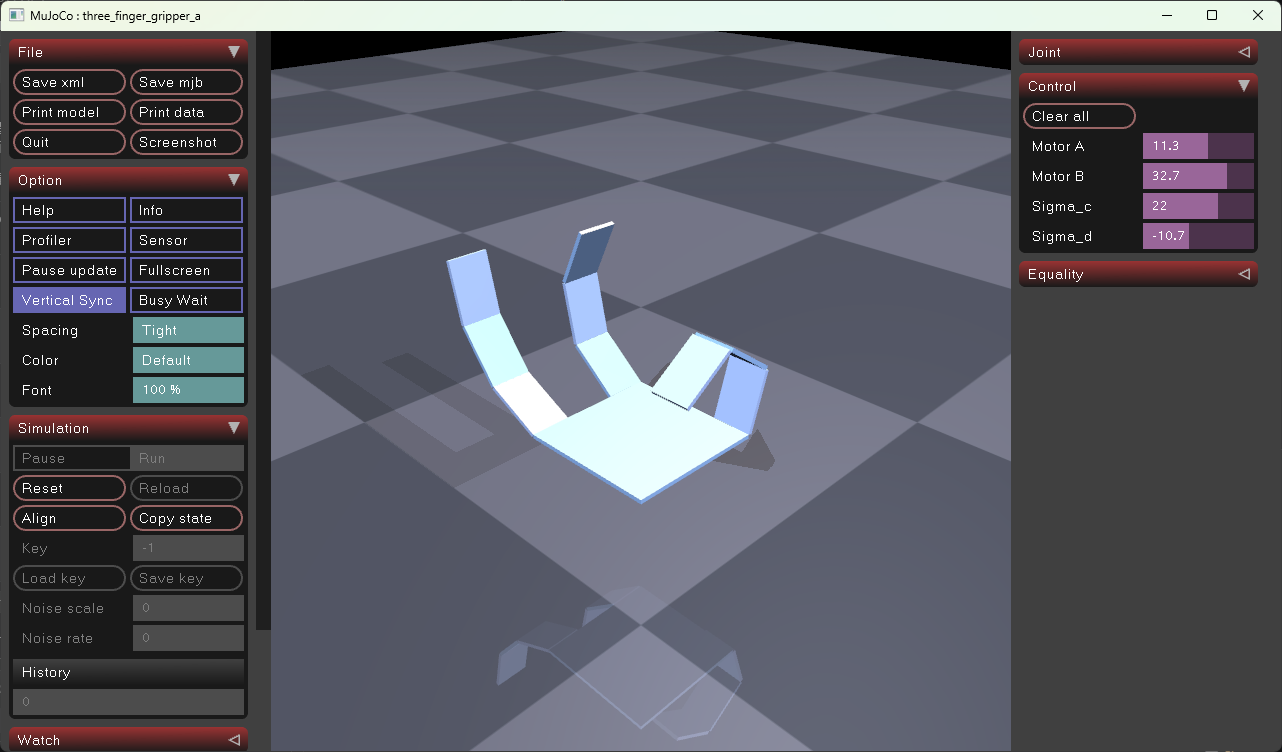 MuJoCo : three_finger_gripper_a
File
Save xml Save mjb
Print model Print data
Quit Screenshot
Option
Help Info
Profiler Sensor
Pause update Fullscreen
Vertical Sync Busy Wait
Spacing Tight
Color Default
Font 100 %
Simulation
Pause Run
Reset Reload
Align Copy state
Key -1
Load key Save key
Noise scale 0
Noise rate 0
History
0
Watch
Joint
Control
Clear all
Motor A 11.3
Motor B 32.7
Sigma_c 22
Sigma_d -10.7
Equality